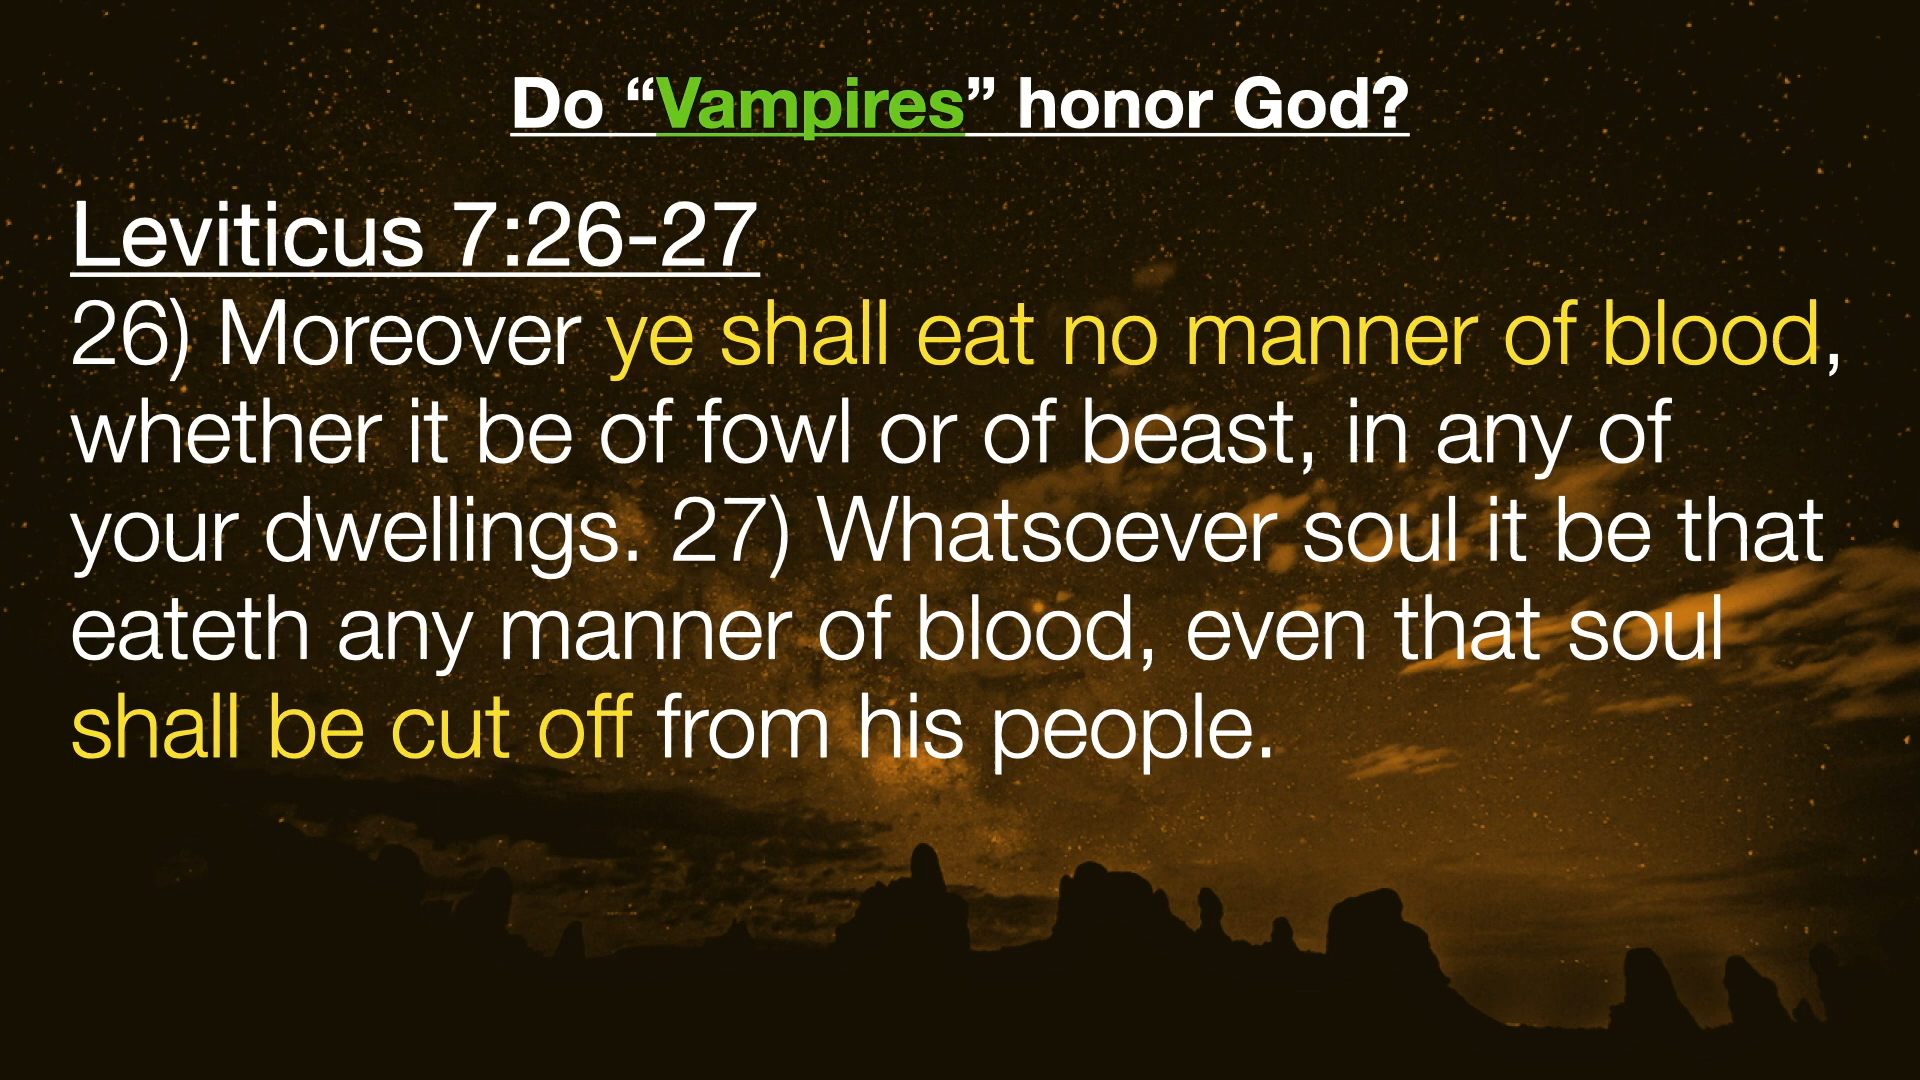 Do “Vampires” honor God?
Leviticus 7:26-27
26) Moreover ye shall eat no manner of blood,
whether it be of fowl or of beast, in any of
your dwellings. 27) Whatsoever soul it be that
eateth any manner of blood, even that soul
shall be cut off from his people.